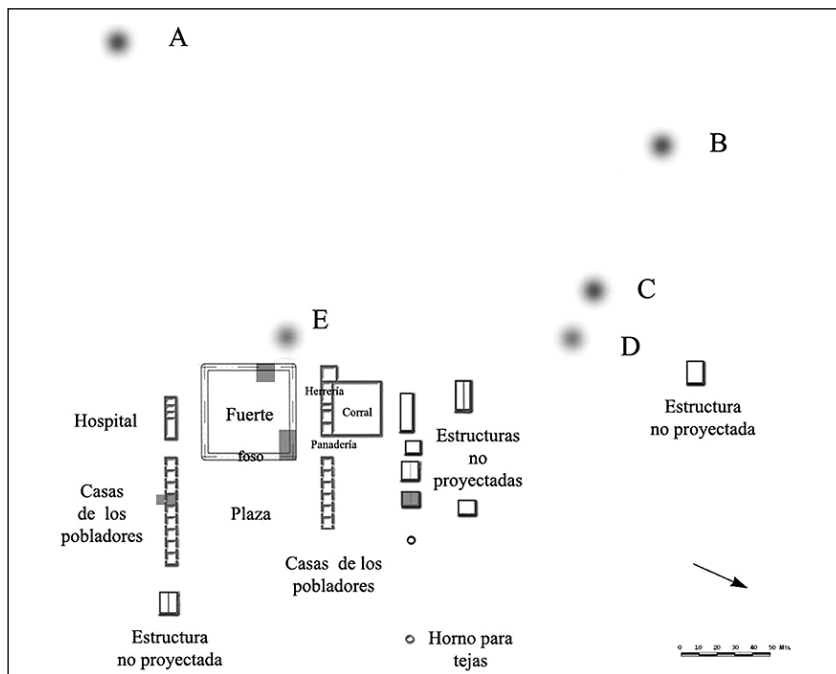 A
B
C
E
D
Herrería
Hospital
Fuerte
Corral
Estructura
no proyectada
Panadería
Estructuras
no
proyectadas
foso
Casas
de los
pobladores
Plaza
Casas de los
pobladores
Estructura
no proyectada
Horno para
tejas
0 10 20 30 40 50 Mts.